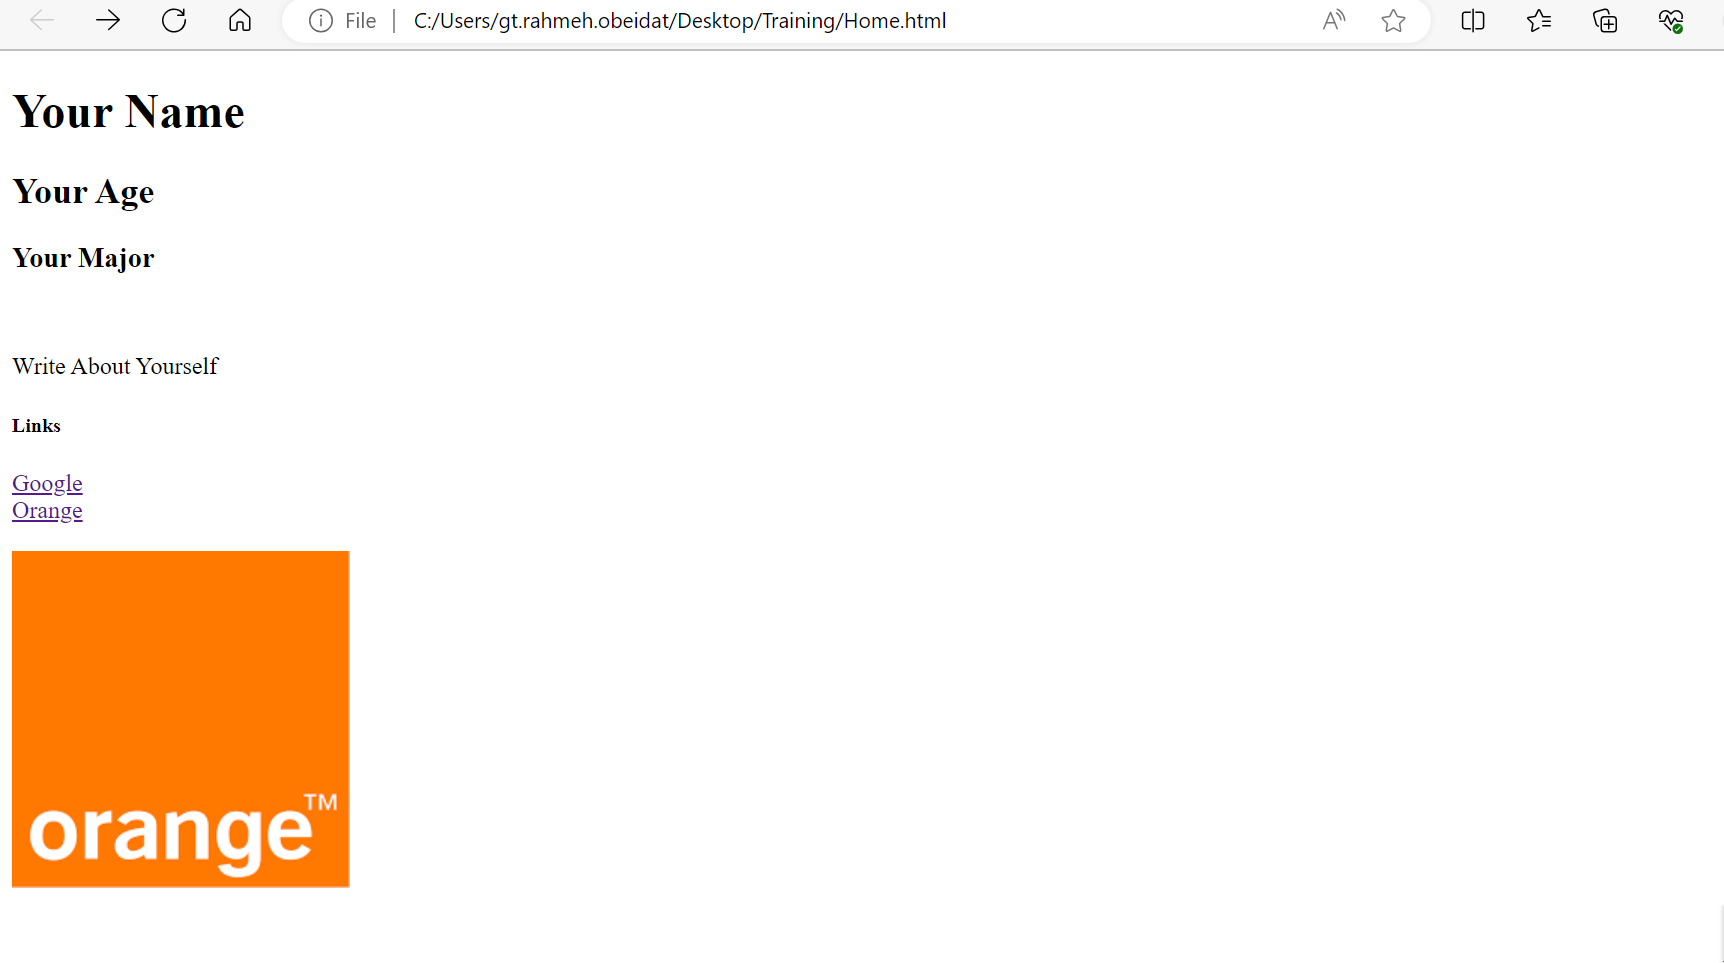 File | C:/Users/gt.rahmeh.obeidat/Desktop/Training/Home.html
Your Name
Your Age
Your Major
Write About Yourself
Links
Google
Orange
orange™